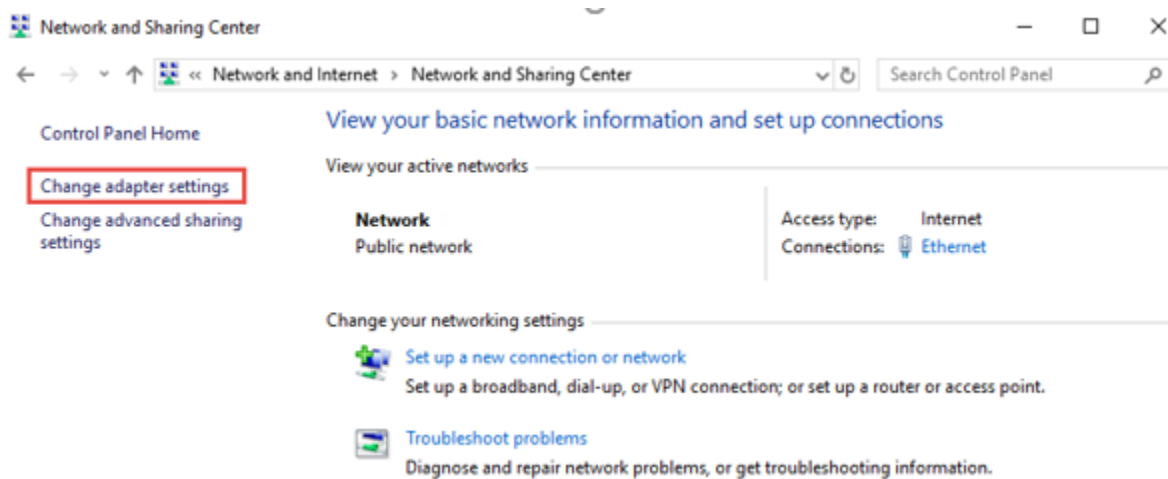 Network and Sharing Center
« Network and Internet > Network and Sharing Center
Search Control Panel
Control Panel Home
Change adapter settings
Change advanced sharing
settings
View your basic network information and set up connections
View your active networks
Network
Public network
Access type: Internet
Connections: Ethernet
Change your networking settings
Set up a new connection or network
Set up a broadband, dial-up, or VPN connection; or set up a router or access point.
Troubleshoot problems
Diagnose and repair network problems, or get troubleshooting information.